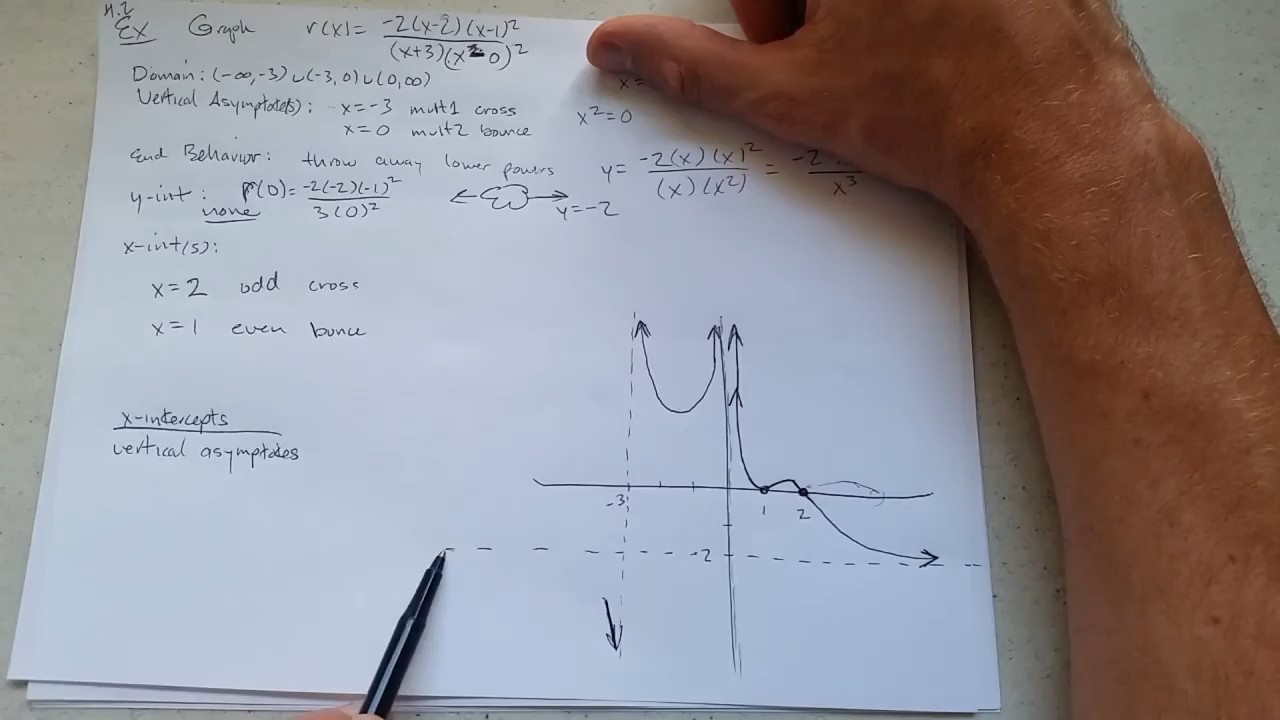 4.2
Ex Graph r(x) = -2(x-2)(x-1)² / (x+3)(x-0)²
Domain: (-∞,-3) ∪ (-3,0) ∪ (0,∞)
x=
Vertical Asymptote(s): x=-3 mult 1 cross
x=0 mult 2 bounce
x²=0
End Behavior: throw away lower powers y= -2(x)(x)² / (x)(x²) = -2 / x³
y-int: r(0)= -2(-2)(-1)² / 3(0)²
none
y=-2
x-int(s):
x=2 odd cross
x=1 even bounce
x-intercepts
vertical asymptotes
-3 1 2
-2